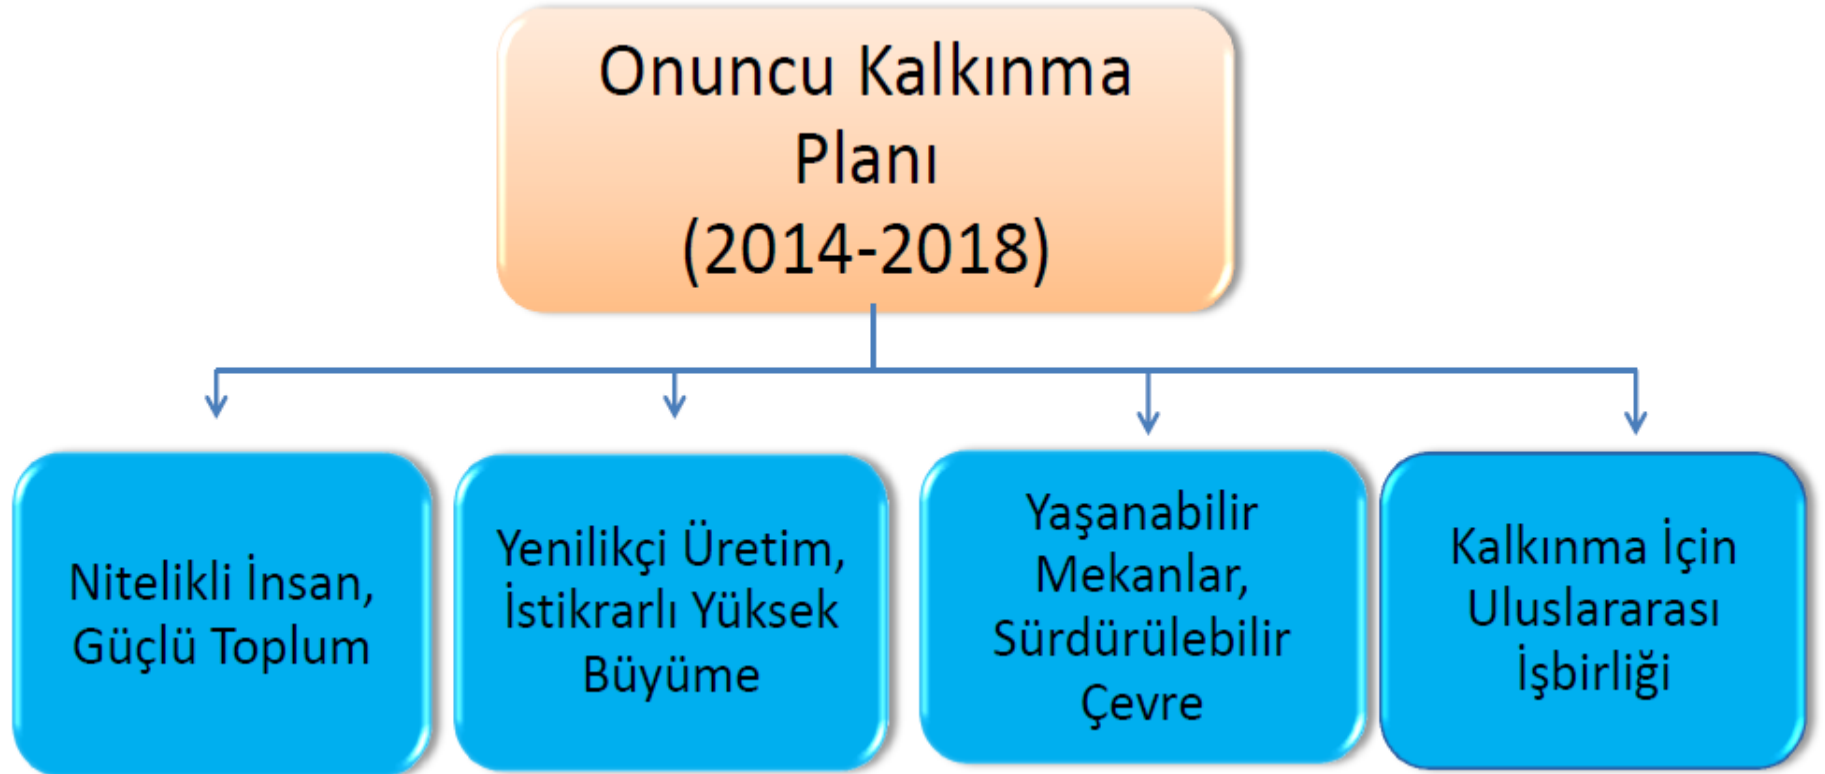 Onuncu Kalkınma
Planı
(2014-2018)
Nitelikli İnsan,
Güçlü Toplum
Yenilikçi Üretim,
İstikrarlı Yüksek
Büyüme
Yaşanabilir
Mekanlar,
Sürdürülebilir
Çevre
Kalkınma İçin
Uluslararası
İşbirliği